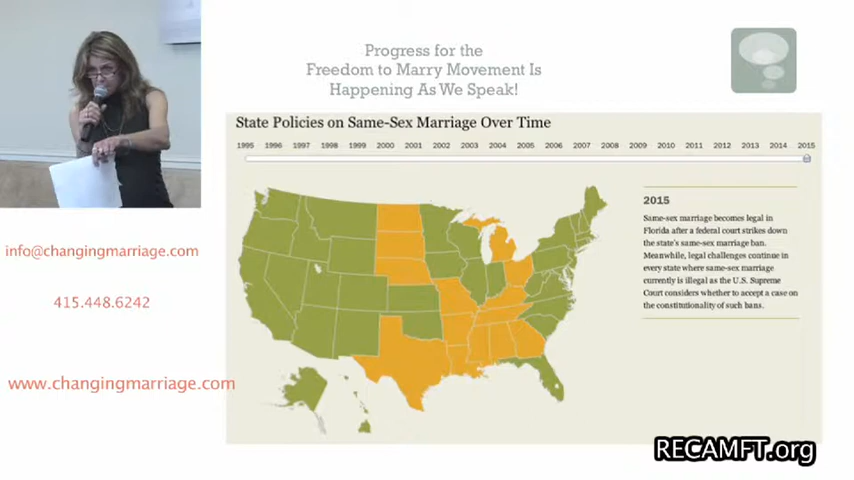 Progress for the
Freedom to Marry Movement Is
Happening As We Speak!
State Policies on Same-Sex Marriage Over Time
1995 1996 1997 1998 1999 2000 2001 2002 2003 2004 2005 2006 2007 2008 2009 2010 2011 2012 2013 2014 2015
2015
Same-sex marriage becomes legal in
Florida after a federal court strikes down
the state's same-sex marriage ban.
Meanwhile, legal challenges continue in
every state where same-sex marriage
currently is illegal as the U.S. Supreme
Court considers whether to accept a case on
the constitutionality of such bans.
info@changingmarriage.com
415.448.6242
www.changingmarriage.com
RECAMFT.org